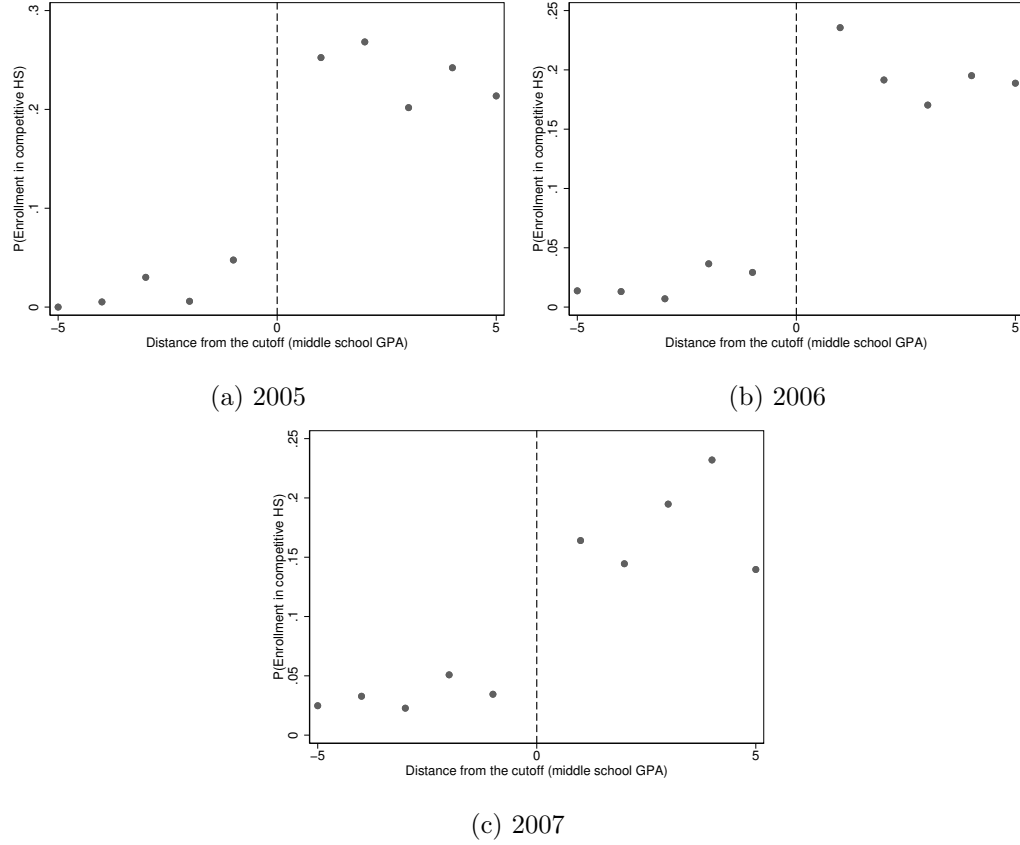 P(Enrollment in competitive HS)
.3
.2
.1
0
−5 0 5
Distance from the cutoff (middle school GPA)
(a) 2005
P(Enrollment in competitive HS)
.25
.2
.15
.1
.05
0
−5 0 5
Distance from the cutoff (middle school GPA)
(b) 2006
P(Enrollment in competitive HS)
.25
.2
.15
.1
.05
0
−5 0 5
Distance from the cutoff (middle school GPA)
(c) 2007